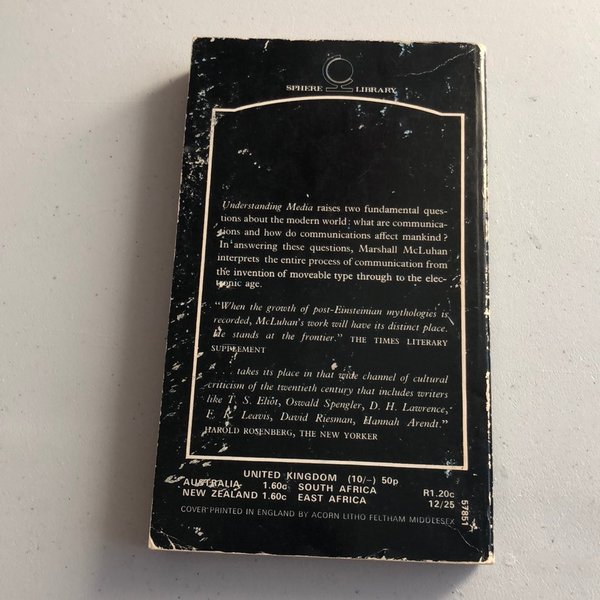 SPHERE LIBRARY
Understanding Media raises two fundamental ques-
tions about the modern world: what are communica-
tions and how do communications affect mankind?
In answering these questions, Marshall McLuhan
interprets the entire process of communication from
the invention of moveable type through to the elec-
tronic age.
"When the growth of post-Einsteinian mythologies is
recorded, McLuhan's work will have its distinct place.
He stands at the frontier." THE TIMES LITERARY
SUPPLEMENT
. . . takes its place in that wide channel of cultural
criticism of the twentieth century that includes writers
like T. S. Eliot, Oswald Spengler, D. H. Lawrence,
F. R. Leavis, David Riesman, Hannah Arendt."
HAROLD ROSENBERG, THE NEW YORKER
UNITED KINGDOM (10/-) 50p
AUSTRALIA 1.60c SOUTH AFRICA R1.20c
NEW ZEALAND 1.60c EAST AFRICA 12/25
COVER PRINTED IN ENGLAND BY ACORN LITHO FELTHAM MIDDLESEX
57851